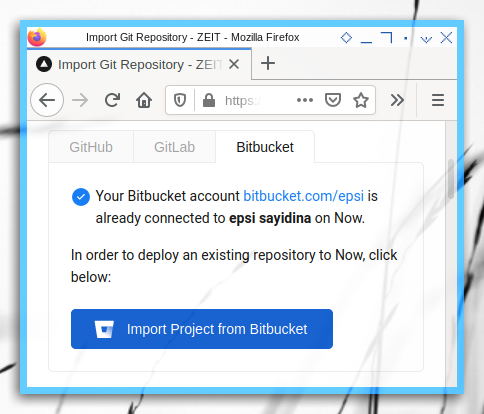 Import Git Repository - ZEIT - Mozilla Firefox
Import Git Repository - ZEIT
https:
GitHub
GitLab
Bitbucket
Your Bitbucket account bitbucket.com/epsi is
already connected to epsi sayidina on Now.
In order to deploy an existing repository to Now, click
below:
Import Project from Bitbucket